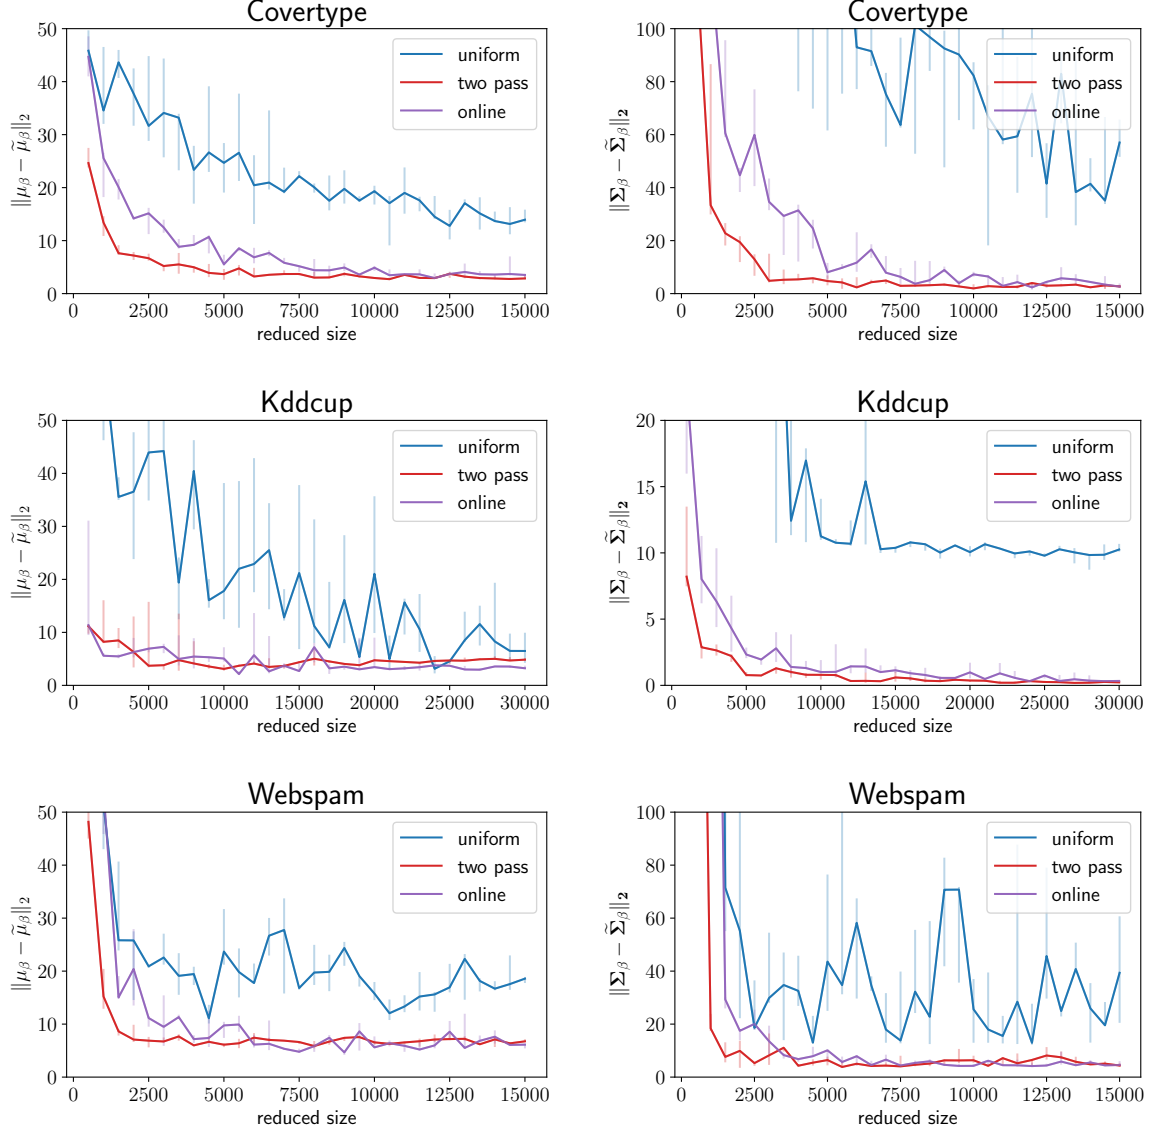 Covertype
50
40
30
20
10
0
‖μ_β − μ̃_β‖₂
uniform
two pass
online
0 2500 5000 7500 10000 12500 15000
reduced size
Covertype
100
80
60
40
20
0
‖Σ_β − Σ̃_β‖₂
uniform
two pass
online
0 2500 5000 7500 10000 12500 15000
reduced size
Kddcup
50
40
30
20
10
0
‖μ_β − μ̃_β‖₂
uniform
two pass
online
0 5000 10000 15000 20000 25000 30000
reduced size
Kddcup
20
15
10
5
0
‖Σ_β − Σ̃_β‖₂
uniform
two pass
online
0 5000 10000 15000 20000 25000 30000
reduced size
Webspam
50
40
30
20
10
0
‖μ_β − μ̃_β‖₂
uniform
two pass
online
0 2500 5000 7500 10000 12500 15000
reduced size
Webspam
100
80
60
40
20
0
‖Σ_β − Σ̃_β‖₂
uniform
two pass
online
0 2500 5000 7500 10000 12500 15000
reduced size